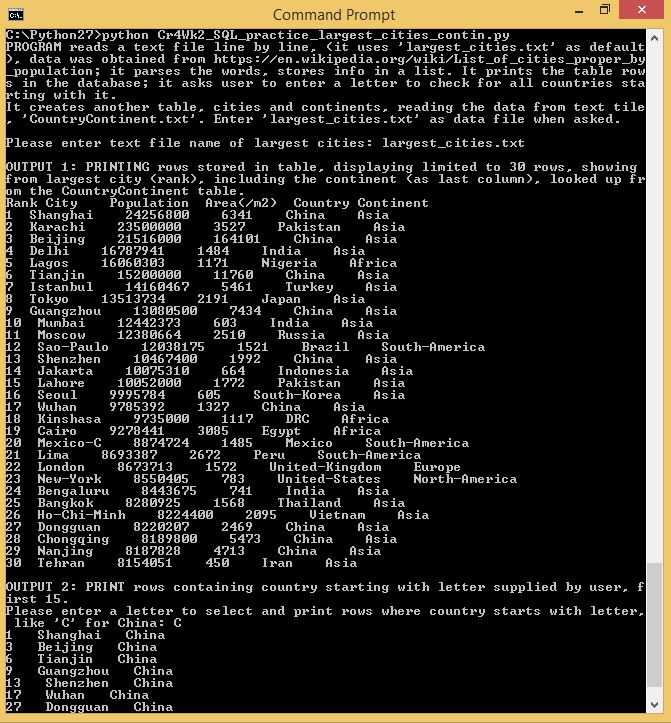 Command Prompt
C:\Python27>python Cr4Wk2_SQL_practice_largest_cities_contin.py
PROGRAM reads a text file line by line, (it uses 'largest_cities.txt' as default
), data was obtained from https://en.wikipedia.org/wiki/List_of_cities_proper_by
_population; it parses the words, stores info in a list. It prints the table row
s in the database; it asks user to enter a letter to check for all countries sta
rting with it.
It creates another table, cities and continents, reading the data from text tile
, 'CountryContinent.txt'. Enter 'largest_cities.txt' as data file when asked.
Please enter text file name of largest cities: largest_cities.txt
OUTPUT 1: PRINTING rows stored in table, displaying limited to 30 rows, showing
from largest city (rank), including the continent (as last column), looked up fr
om the CountryContinent table.
Rank City Population Area(/m2) Country Continent
1 Shanghai 24256800 6341 China Asia
2 Karachi 23500000 3527 Pakistan Asia
3 Beijing 21516000 164101 China Asia
4 Delhi 16787941 1484 India Asia
5 Lagos 16060303 1171 Nigeria Africa
6 Tianjin 15200000 11760 China Asia
7 Istanbul 14160467 5461 Turkey Asia
8 Tokyo 13513734 2191 Japan Asia
9 Guangzhou 13080500 7434 China Asia
10 Mumbai 12442373 603 India Asia
11 Moscow 12380664 2510 Russia Asia
12 Sao-Paulo 12038175 1521 Brazil South-America
13 Shenzhen 10467400 1992 China Asia
14 Jakarta 10075310 664 Indonesia Asia
15 Lahore 10052000 1772 Pakistan Asia
16 Seoul 9995784 605 South-Korea Asia
17 Wuhan 9785392 1327 China Asia
18 Kinshasa 9735000 1117 DRC Africa
19 Cairo 9278441 3085 Egypt Africa
20 Mexico-C 8874724 1485 Mexico South-America
21 Lima 8693387 2672 Peru South-America
22 London 8673713 1572 United-Kingdom Europe
23 New-York 8550405 783 United-States North-America
24 Bengaluru 8443675 741 India Asia
25 Bangkok 8280925 1568 Thailand Asia
26 Ho-Chi-Minh 8224400 2095 Vietnam Asia
27 Dongguan 8220207 2469 China Asia
28 Chongqing 8189800 5473 China Asia
29 Nanjing 8187828 4713 China Asia
30 Tehran 8154051 450 Iran Asia
OUTPUT 2: PRINT rows containing country starting with letter supplied by user, f
irst 15.
Please enter a letter to select and print rows where country starts with letter,
like 'C' for China: C
1 Shanghai China
3 Beijing China
6 Tianjin China
9 Guangzhou China
13 Shenzhen China
17 Wuhan China
27 Dongguan China